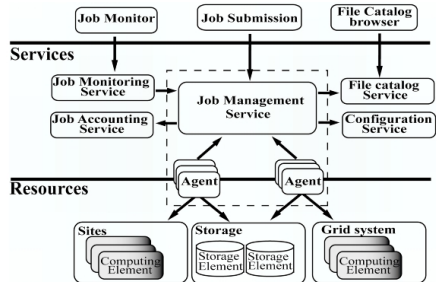 Job Monitor
Job Submission
File Catalog
browser
Services
Job Monitoring
Service
Job Management
Service
File catalog
Service
Job Accounting
Service
Configuration
Service
Agent
Agent
Resources
Sites
Computing
Element
Storage
Storage
Element
Storage
Element
Grid system
Computing
Element